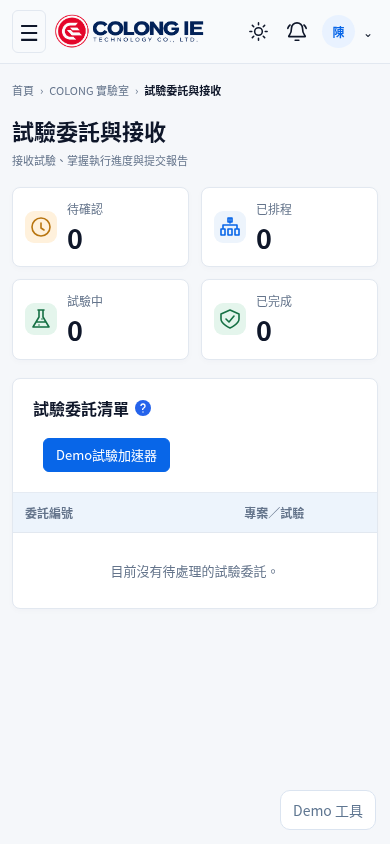 COLONG IE
TECHNOLOGY CO., LTD.
陳
首頁 › COLONG 實驗室 › 試驗委託與接收
試驗委託與接收
接收試驗、掌握執行進度與提交報告
待確認
0
已排程
0
試驗中
0
已完成
0
試驗委託清單 ?
Demo試驗加速器
委託編號 專案／試驗
目前沒有待處理的試驗委託。
Demo 工具